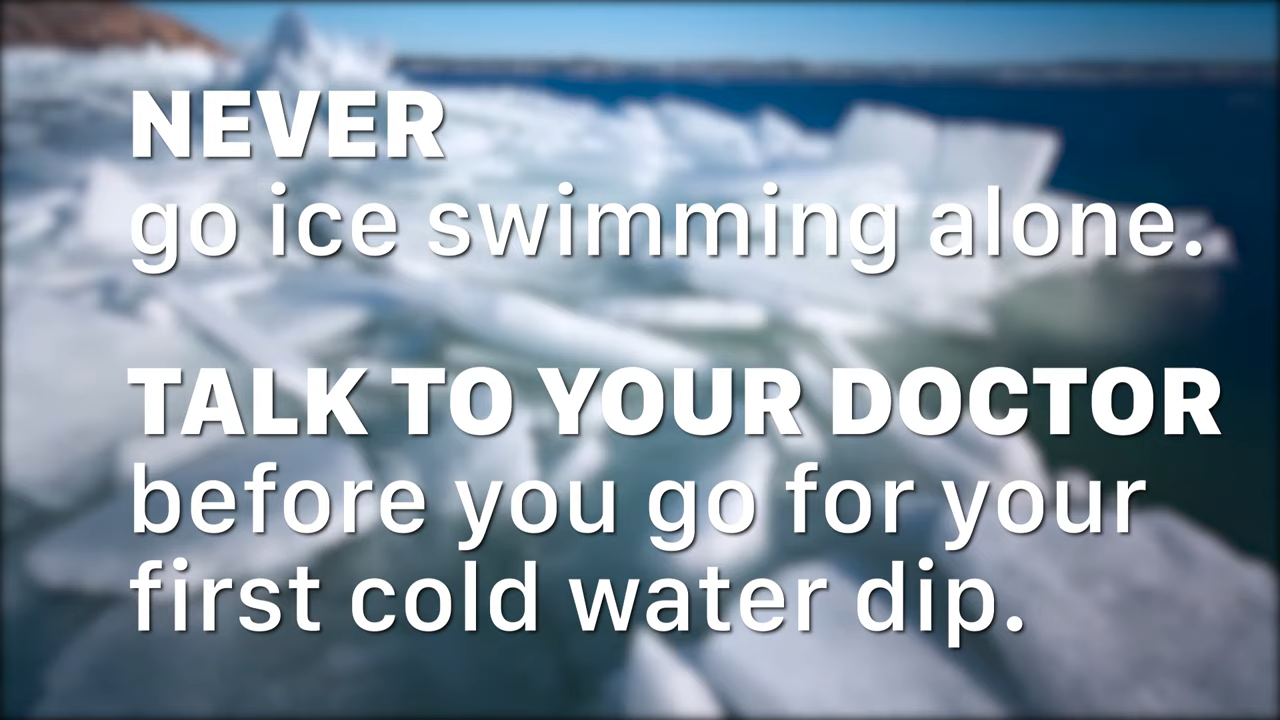 NEVER
go ice swimming alone.
TALK TO YOUR DOCTOR
before you go for your
first cold water dip.